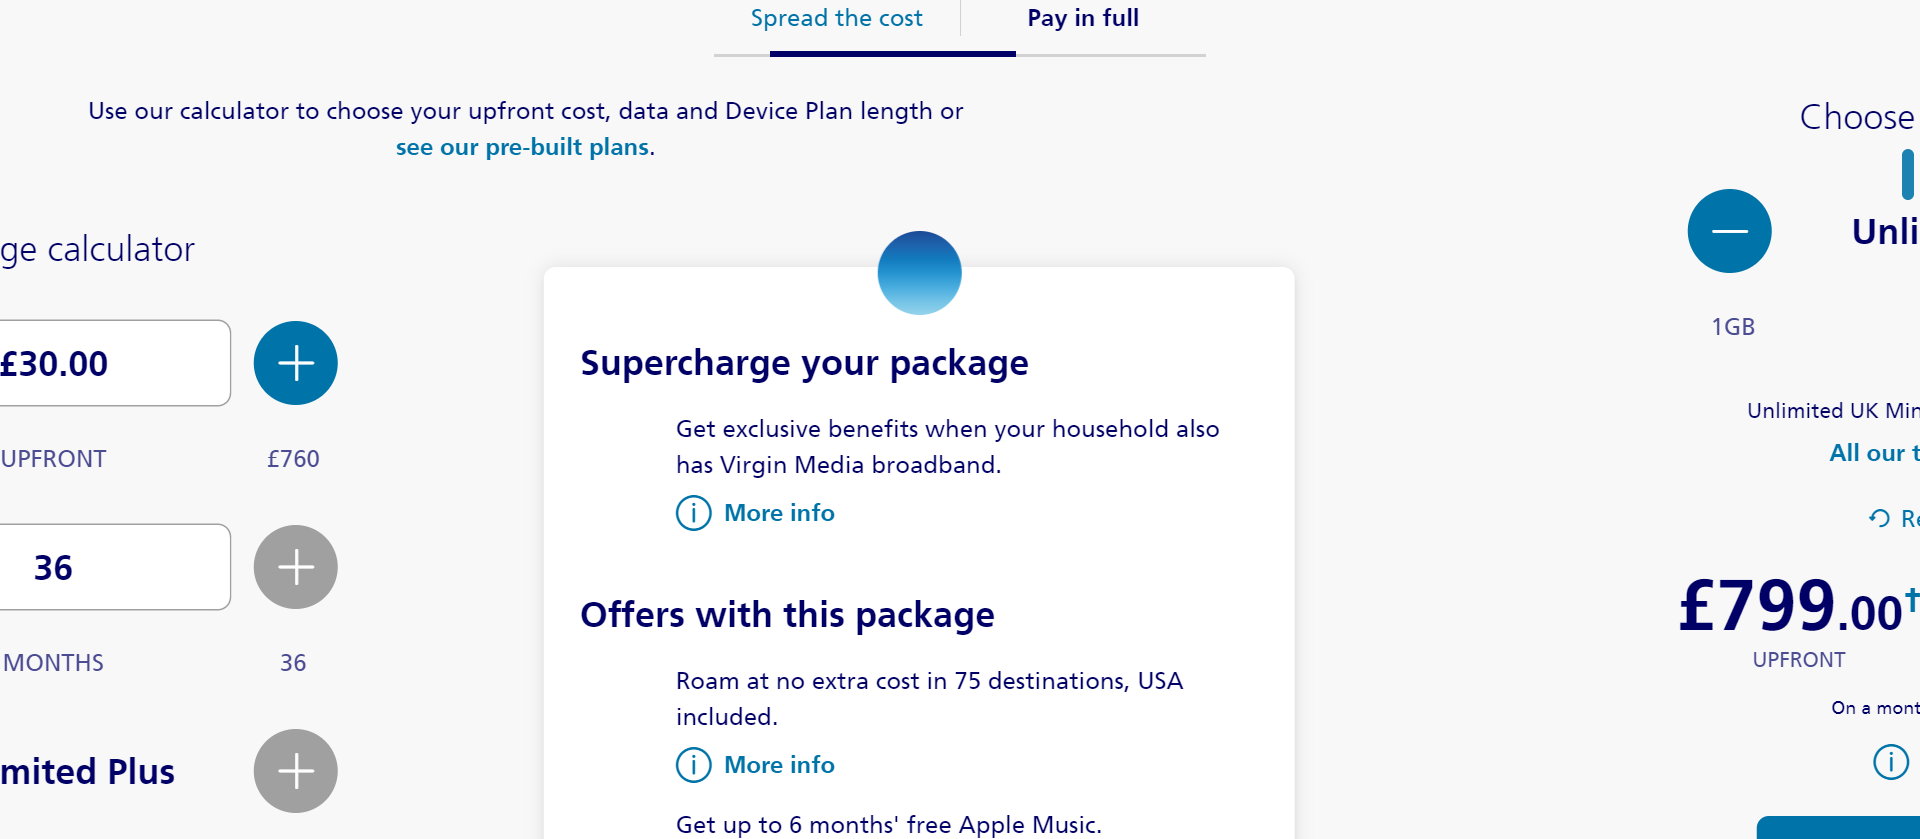 Spread the cost
Pay in full
Use our calculator to choose your upfront cost, data and Device Plan length or
see our pre-built plans.
ge calculator
£30.00
UPFRONT
£760
36
MONTHS
36
mited Plus
Supercharge your package
Get exclusive benefits when your household also
has Virgin Media broadband.
More info
Offers with this package
Roam at no extra cost in 75 destinations, USA
included.
More info
Get up to 6 months' free Apple Music.
Choose
Unli
1GB
Unlimited UK Min
All our t
Re
£799.00†
UPFRONT
On a mont